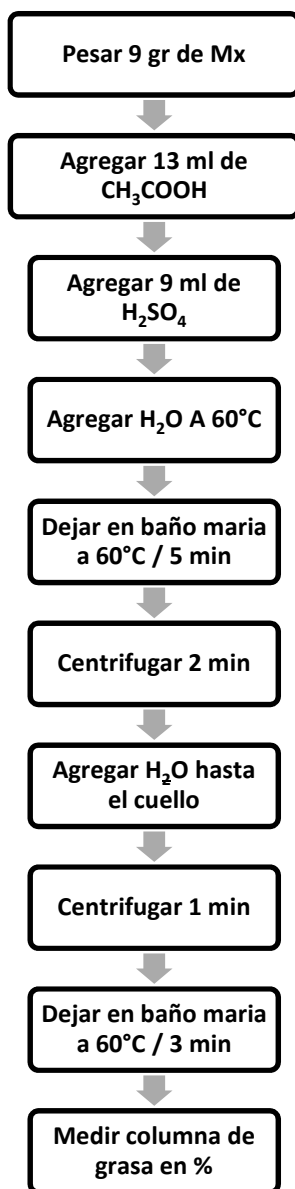 Pesar 9 gr de Mx
Agregar 13 ml de
CH₃COOH
Agregar 9 ml de
H₂SO₄
Agregar H₂O A 60°C
Dejar en baño maria
a 60°C / 5 min
Centrifugar 2 min
Agregar H₂O hasta
el cuello
Centrifugar 1 min
Dejar en baño maria
a 60°C / 3 min
Medir columna de
grasa en %